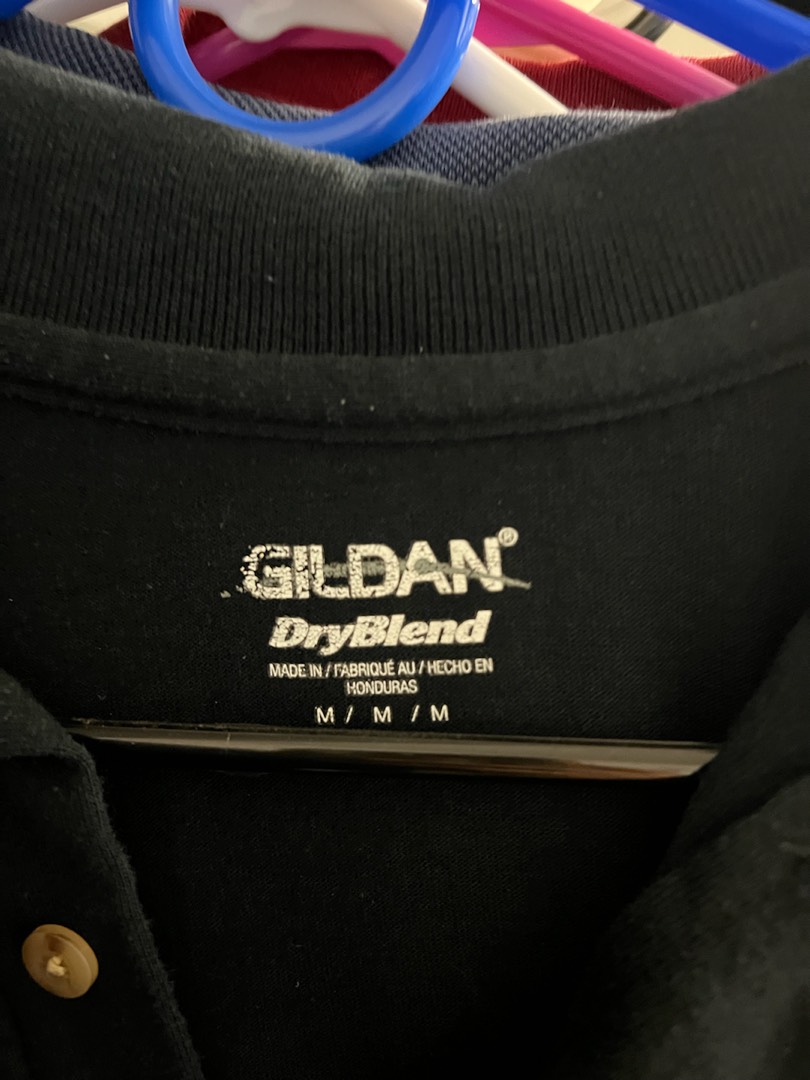 GILDAN®
DryBlend
MADE IN / FABRIQUÉ AU / HECHO EN
HONDURAS
M / M / M